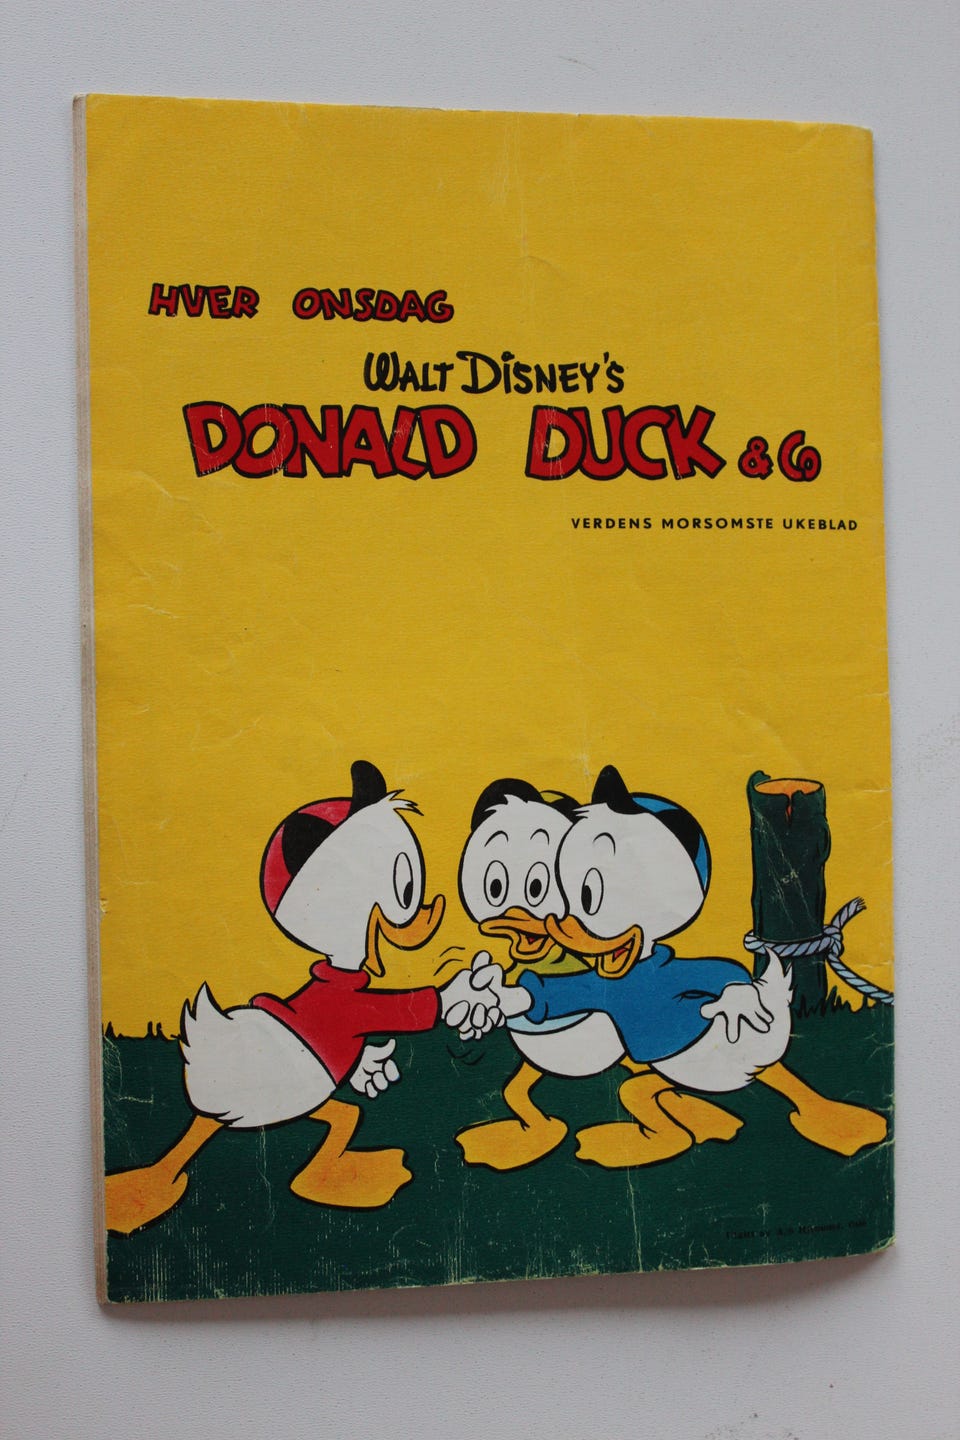 HVER ONSDAG
WALT DISNEY'S
DONALD DUCK & CO
VERDENS MORSOMSTE UKEBLAD